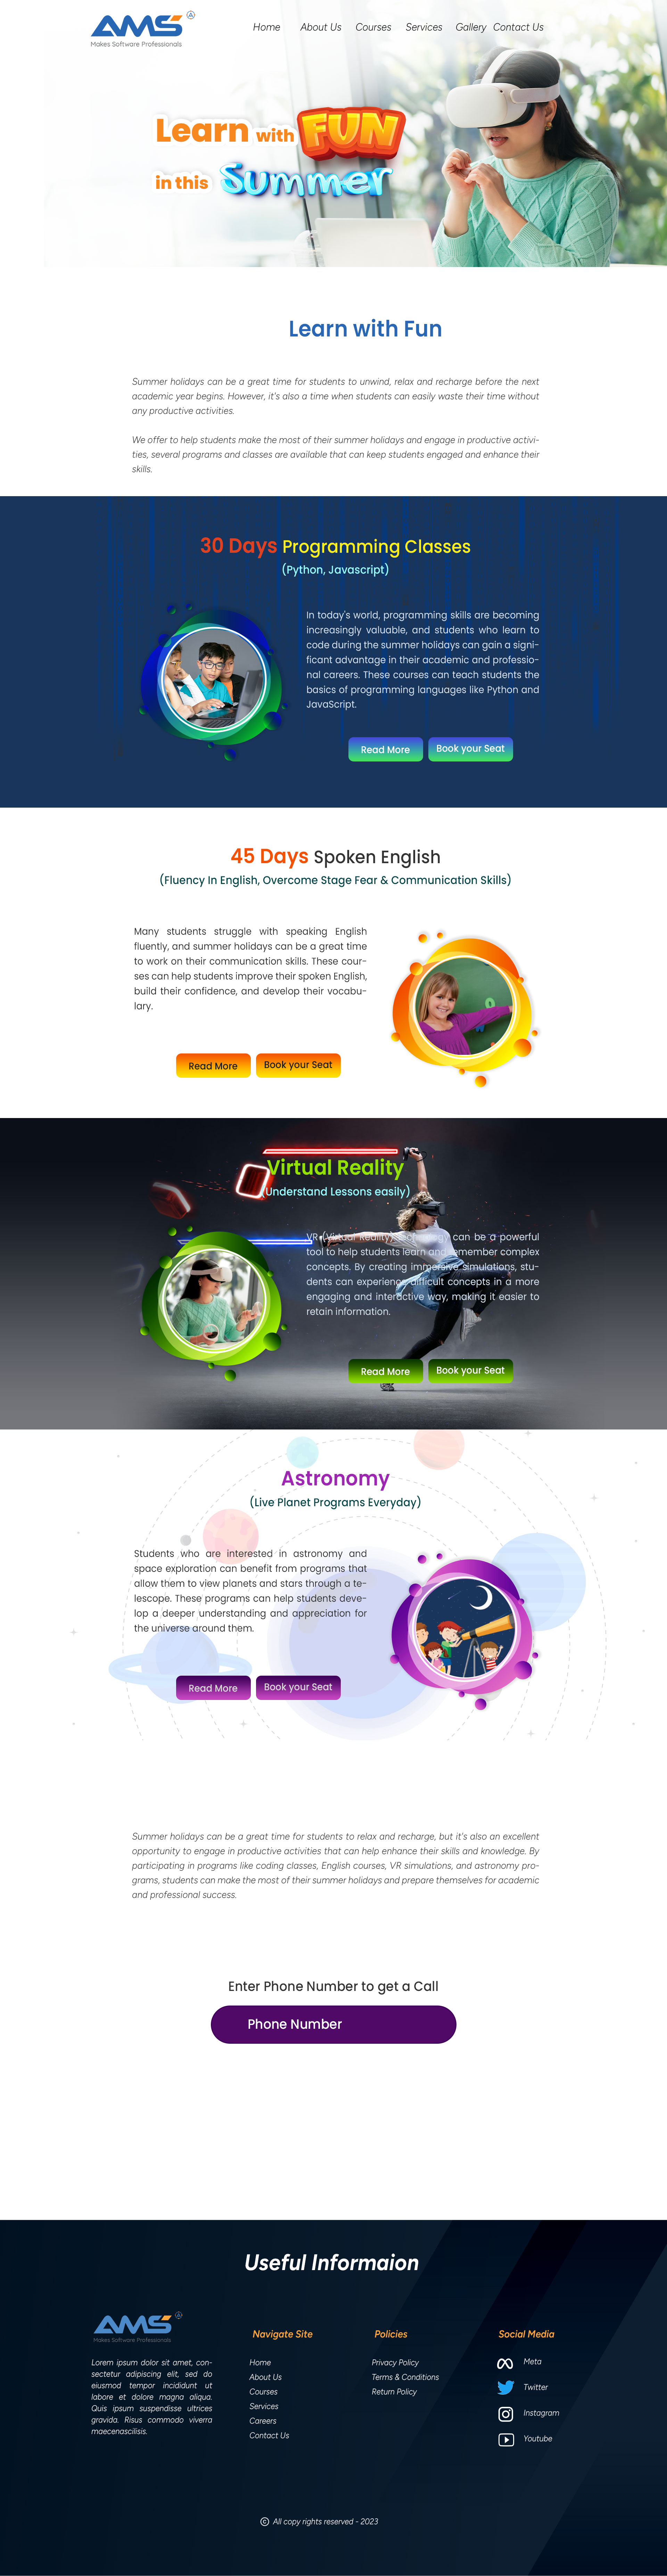 AMS
Makes Software Professionals
Home About Us Courses Services Gallery Contact Us
Learn with FUN
in this Summer
Learn with Fun
Summer holidays can be a great time for students to unwind, relax and recharge before the next
academic year begins. However, it's also a time when students can easily waste their time without
any productive activities.
We offer to help students make the most of their summer holidays and engage in productive activi-
ties, several programs and classes are available that can keep students engaged and enhance their
skills.
30 Days Programming Classes
(Python, Javascript)
In today's world, programming skills are becoming
increasingly valuable, and students who learn to
code during the summer holidays can gain a signi-
ficant advantage in their academic and professio-
nal careers. These courses can teach students the
basics of programming languages like Python and
JavaScript.
Read More Book your Seat
45 Days Spoken English
(Fluency In English, Overcome Stage Fear & Communication Skills)
Many students struggle with speaking English
fluently, and summer holidays can be a great time
to work on their communication skills. These cour-
ses can help students improve their spoken English,
build their confidence, and develop their vocabu-
lary.
Read More Book your Seat
Virtual Reality
(Understand Lessons easily)
VR (Virtual Reality) technology can be a powerful
tool to help students learn and remember complex
concepts. By creating immersive simulations, stu-
dents can experience difficult concepts in a more
engaging and interactive way, making it easier to
retain information.
Read More Book your Seat
Astronomy
(Live Planet Programs Everyday)
Students who are interested in astronomy and
space exploration can benefit from programs that
allow them to view planets and stars through a te-
lescope. These programs can help students deve-
lop a deeper understanding and appreciation for
the universe around them.
Read More Book your Seat
Summer holidays can be a great time for students to relax and recharge, but it's also an excellent
opportunity to engage in productive activities that can help enhance their skills and knowledge. By
participating in programs like coding classes, English courses, VR simulations, and astronomy pro-
grams, students can make the most of their summer holidays and prepare themselves for academic
and professional success.
Enter Phone Number to get a Call
Phone Number
Useful Informaion
AMS
Makes Software Professionals
Lorem ipsum dolor sit amet, con-
sectetur adipiscing elit, sed do
eiusmod tempor incididunt ut
labore et dolore magna aliqua.
Quis ipsum suspendisse ultrices
gravida. Risus commodo viverra
maecenascilisis.
Navigate Site
Home
About Us
Courses
Services
Careers
Contact Us
Policies
Privacy Policy
Terms & Conditions
Return Policy
Social Media
Meta
Twitter
Instagram
Youtube
© All copy rights reserved - 2023